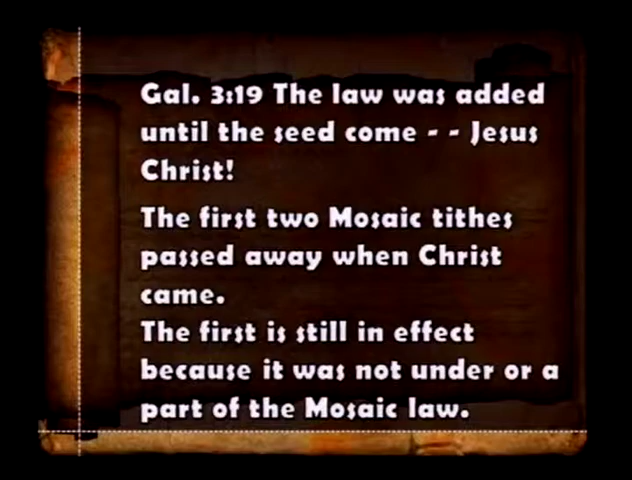 Gal. 3:19 The law was added
until the seed come - - Jesus
Christ!
The first two Mosaic tithes
passed away when Christ
came.
The first is still in effect
because it was not under or a
part of the Mosaic law.